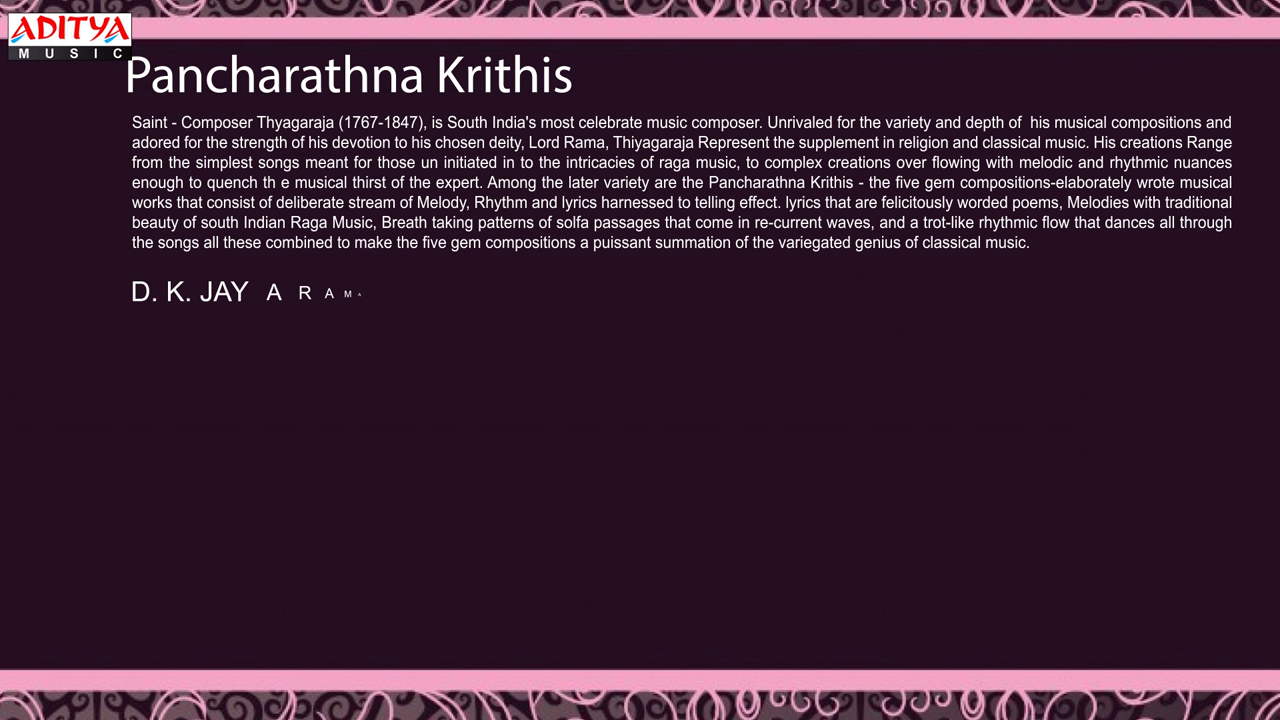 ADITYA
MUSIC
Pancharathna Krithis
Saint - Composer Thyagaraja (1767-1847), is South India's most celebrate music composer. Unrivaled for the variety and depth of his musical compositions and
adored for the strength of his devotion to his chosen deity, Lord Rama, Thiyagaraja Represent the supplement in religion and classical music. His creations Range
from the simplest songs meant for those un initiated in to the intricacies of raga music, to complex creations over flowing with melodic and rhythmic nuances
enough to quench th e musical thirst of the expert. Among the later variety are the Pancharathna Krithis - the five gem compositions-elaborately wrote musical
works that consist of deliberate stream of Melody, Rhythm and lyrics harnessed to telling effect. lyrics that are felicitously worded poems, Melodies with traditional
beauty of south Indian Raga Music, Breath taking patterns of solfa passages that come in re-current waves, and a trot-like rhythmic flow that dances all through
the songs all these combined to make the five gem compositions a puissant summation of the variegated genius of classical music.
D. K. JAYARAMA